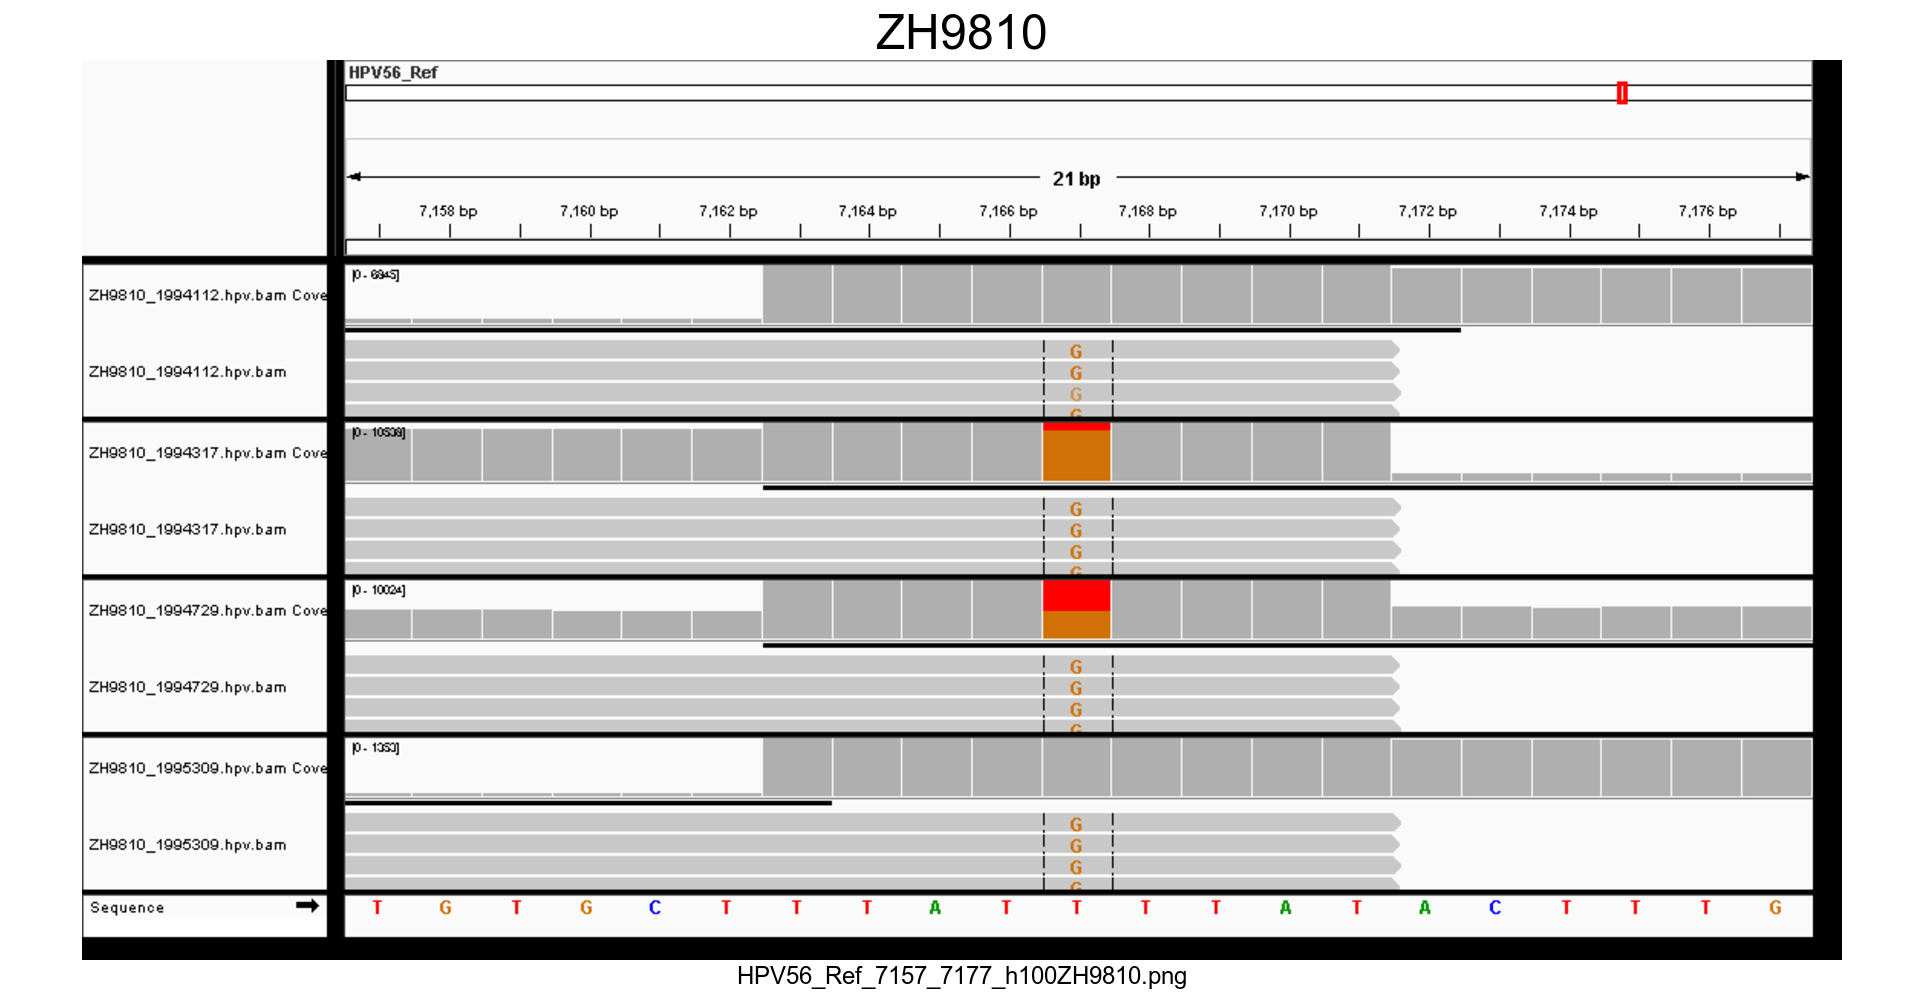 ZH9810
HPV56_Ref
21 bp
7,158 bp 7,160 bp 7,162 bp 7,164 bp 7,166 bp 7,168 bp 7,170 bp 7,172 bp 7,174 bp 7,176 bp
[0 - 6945]
ZH9810_1994112.hpv.bam Cove
G
G
ZH9810_1994112.hpv.bam
G
G
[0 - 10539]
ZH9810_1994317.hpv.bam Cove
G
G
ZH9810_1994317.hpv.bam
G
G
[0 - 10024]
ZH9810_1994729.hpv.bam Cove
G
G
ZH9810_1994729.hpv.bam
G
G
[0 - 1353]
ZH9810_1995309.hpv.bam Cove
G
G
ZH9810_1995309.hpv.bam
G
G
Sequence T G T G C T T T A T T T T A T A C T T T G
HPV56_Ref_7157_7177_h100ZH9810.png